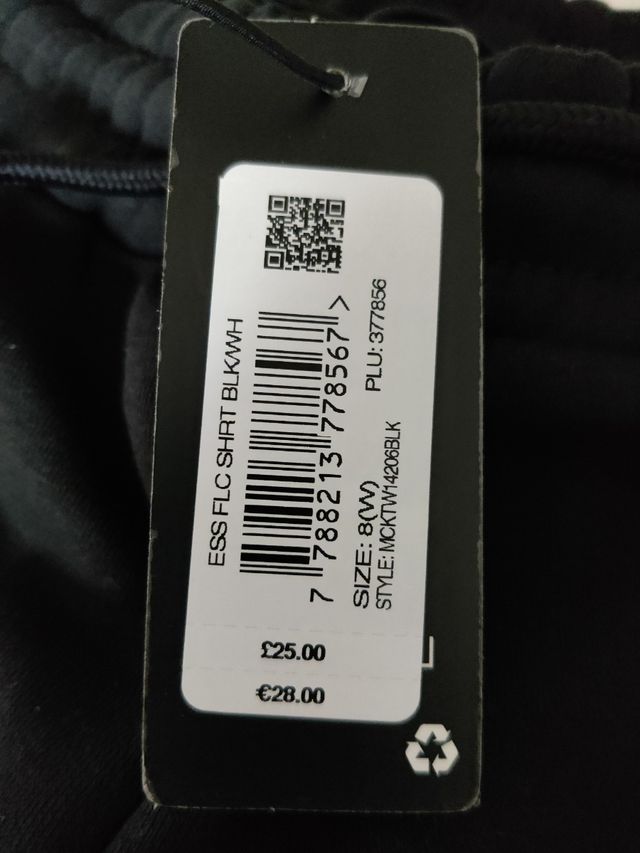 ESS FLC SHRT BLK/WH
7 788213 778567 >
PLU: 377856
SIZE: 8(W)
STYLE: MCKTW14206BLK
£25.00
€28.00